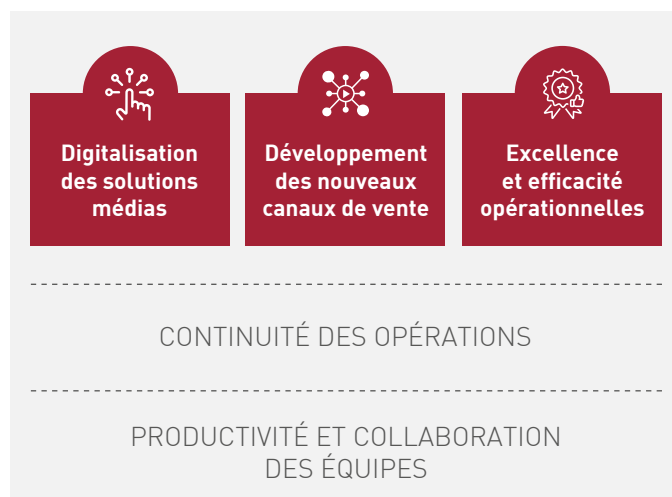 Digitalisation
des solutions
médias
Développement
des nouveaux
canaux de vente
Excellence
et efficacité
opérationnelles
CONTINUITÉ DES OPÉRATIONS
PRODUCTIVITÉ ET COLLABORATION
DES ÉQUIPES